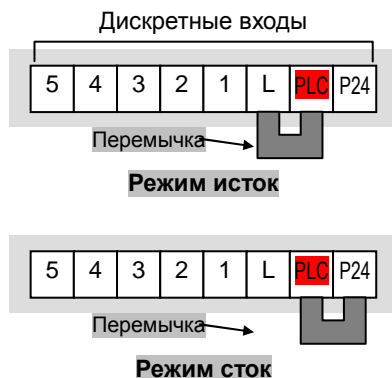 Дискретные входы
5 4 3 2 1 L PLC P24
Перемычка
Режим исток
5 4 3 2 1 L PLC P24
Перемычка
Режим сток